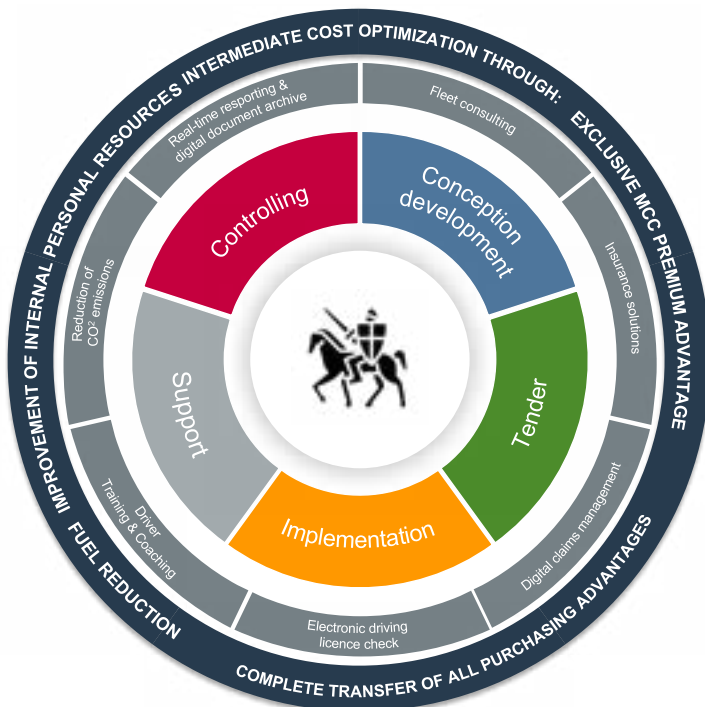 INTERMEDIATE COST OPTIMIZATION THROUGH:
EXCLUSIVE MCC PREMIUM ADVANTAGE
COMPLETE TRANSFER OF ALL PURCHASING ADVANTAGES
FUEL REDUCTION
IMPROVEMENT OF INTERNAL PERSONAL RESOURCES
Fleet consulting
Insurance solutions
Digital claims management
Electronic driving
licence check
Driver
Training & Coaching
Reduction of
CO² emissions
Real-time resporting &
digital document archive
Conception
development
Tender
Implementation
Support
Controlling